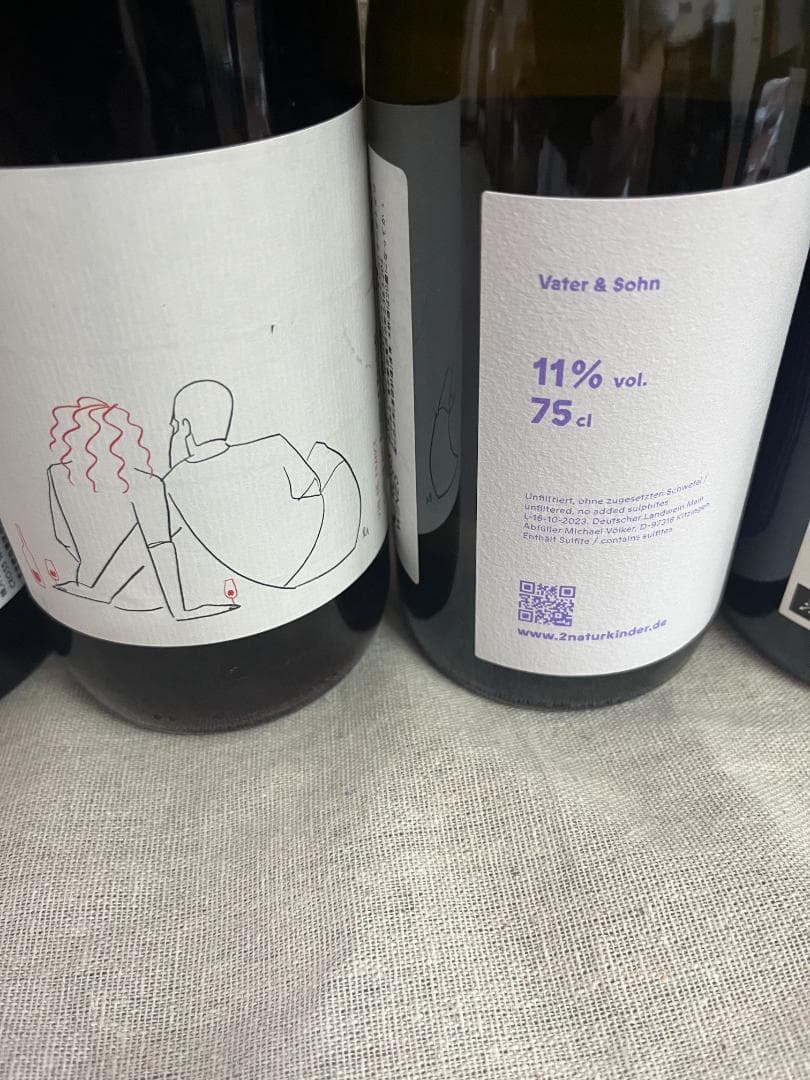 Vater & Sohn
11% vol.
75 cl
Unfiltriert, ohne zugesetzten Schwefel /
unfiltered, no added sulphites
L-16-10-2023. Deutscher Landwein Main
Abfüller Michael Völker, D-97318 Kitzingen
Enthält Sulfite / contains sulfites
www.2naturkinder.de